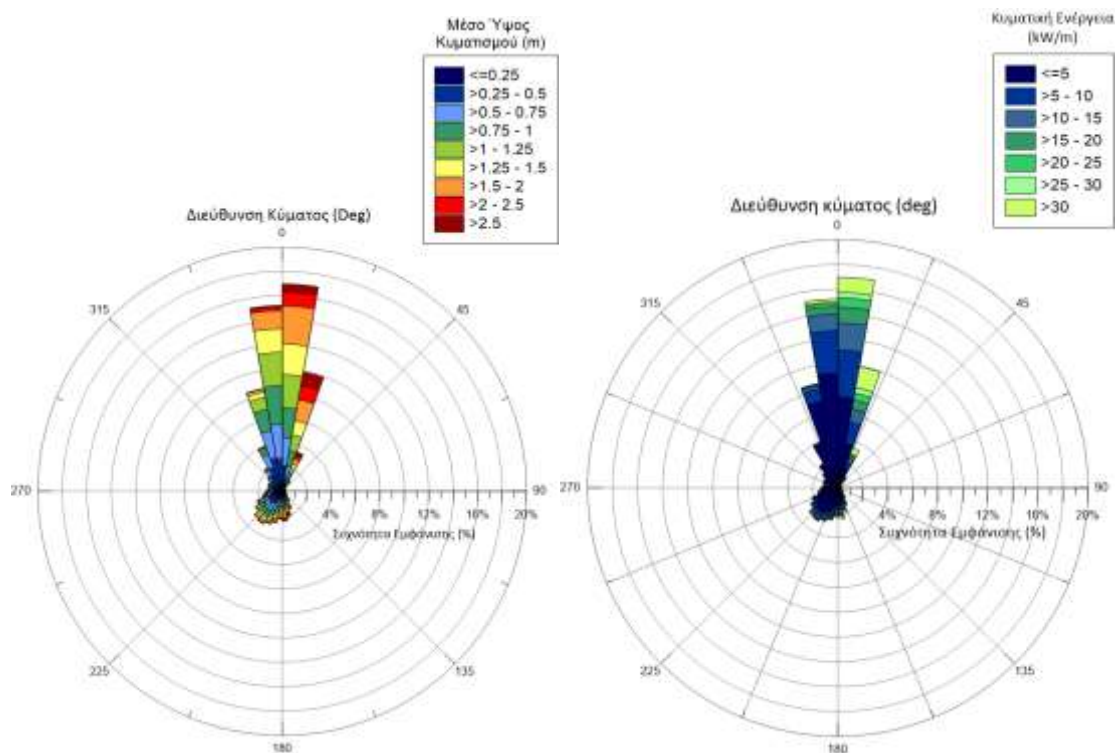 Μέσο Ύψος
Κυματισμού (m)
<=0.25
>0.25 - 0.5
>0.5 - 0.75
>0.75 - 1
>1 - 1.25
>1.25 - 1.5
>1.5 - 2
>2 - 2.5
>2.5
Διεύθυνση Κύματος (Deg)
0
315
45
270
90
4%
8%
12%
16%
20%
Συχνότητα Εμφάνισης (%)
225
135
180
Κυματική Ενέργεια
(kW/m)
<=5
>5 - 10
>10 - 15
>15 - 20
>20 - 25
>25 - 30
>30
Διεύθυνση κύματος (deg)
0
315
45
270
90
4%
8%
12%
16%
20%
Συχνότητα Εμφάνισης (%)
225
135
180